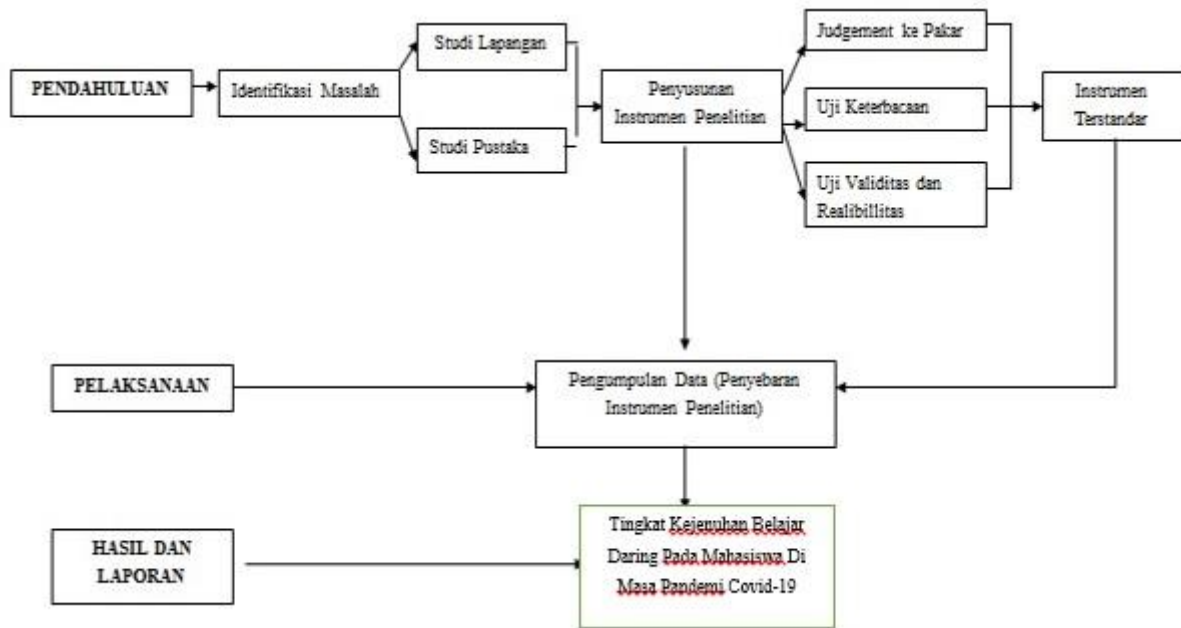 PENDAHULUAN
Identifikasi Masalah
Studi Lapangan
Studi Pustaka
Penyusunan
Instrumen Penelitian
Judgement ke Pakar
Uji Keterbacaan
Uji Validitas dan
Realibillitas
Instrumen
Terstandar
PELAKSANAAN
Pengumpulan Data (Penyebaran
Instrumen Penelitian)
HASIL DAN
LAPORAN
Tingkat Kejenuhan Belajar
Daring Pada Mahasiswa Di
Masa Pandemi Covid-19